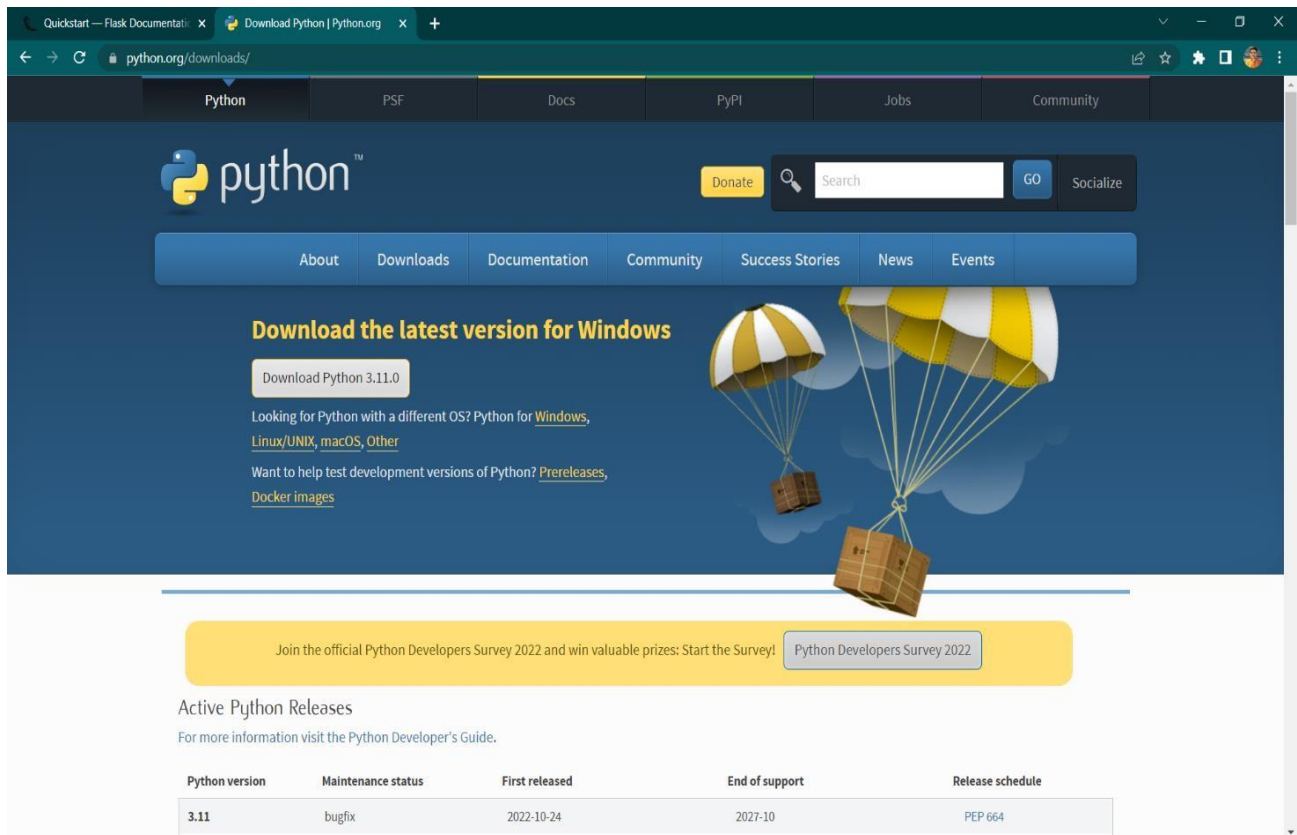 Quickstart — Flask Documentatic
Download Python | Python.org
python.org/downloads/
Python PSF Docs PyPI Jobs Community
python™
Donate Search GO Socialize
About Downloads Documentation Community Success Stories News Events
Download the latest version for Windows
Download Python 3.11.0
Looking for Python with a different OS? Python for Windows,
Linux/UNIX, macOS, Other
Want to help test development versions of Python? Prereleases,
Docker images
Join the official Python Developers Survey 2022 and win valuable prizes: Start the Survey! Python Developers Survey 2022
Active Python Releases
For more information visit the Python Developer's Guide.
Python version Maintenance status First released End of support Release schedule
3.11 bugfix 2022-10-24 2027-10 PEP 664